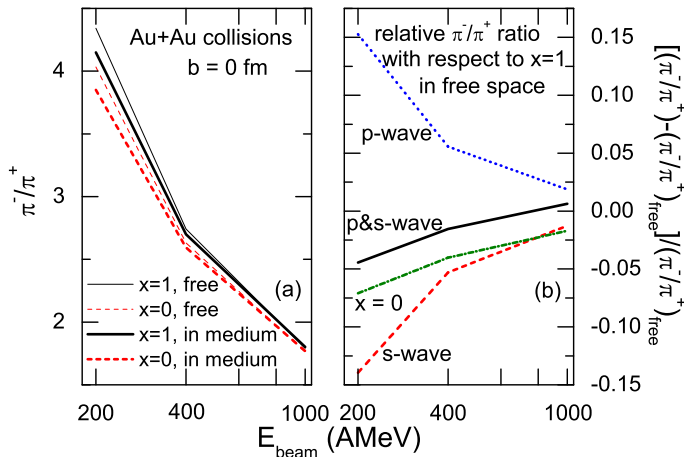 Au+Au collisions
b = 0 fm
4
3
2
π⁻/π⁺
x=1, free
x=0, free
x=1, in medium
x=0, in medium
(a)
200
400
1000
relative π⁻/π⁺ ratio
with respect to x=1
in free space
p-wave
p&s-wave
x = 0
s-wave
(b)
0.15
0.10
0.05
0.00
-0.05
-0.10
-0.15
[(π⁻/π⁺)-(π⁻/π⁺)free]/(π⁻/π⁺)free
200
400
1000
Ebeam (AMeV)